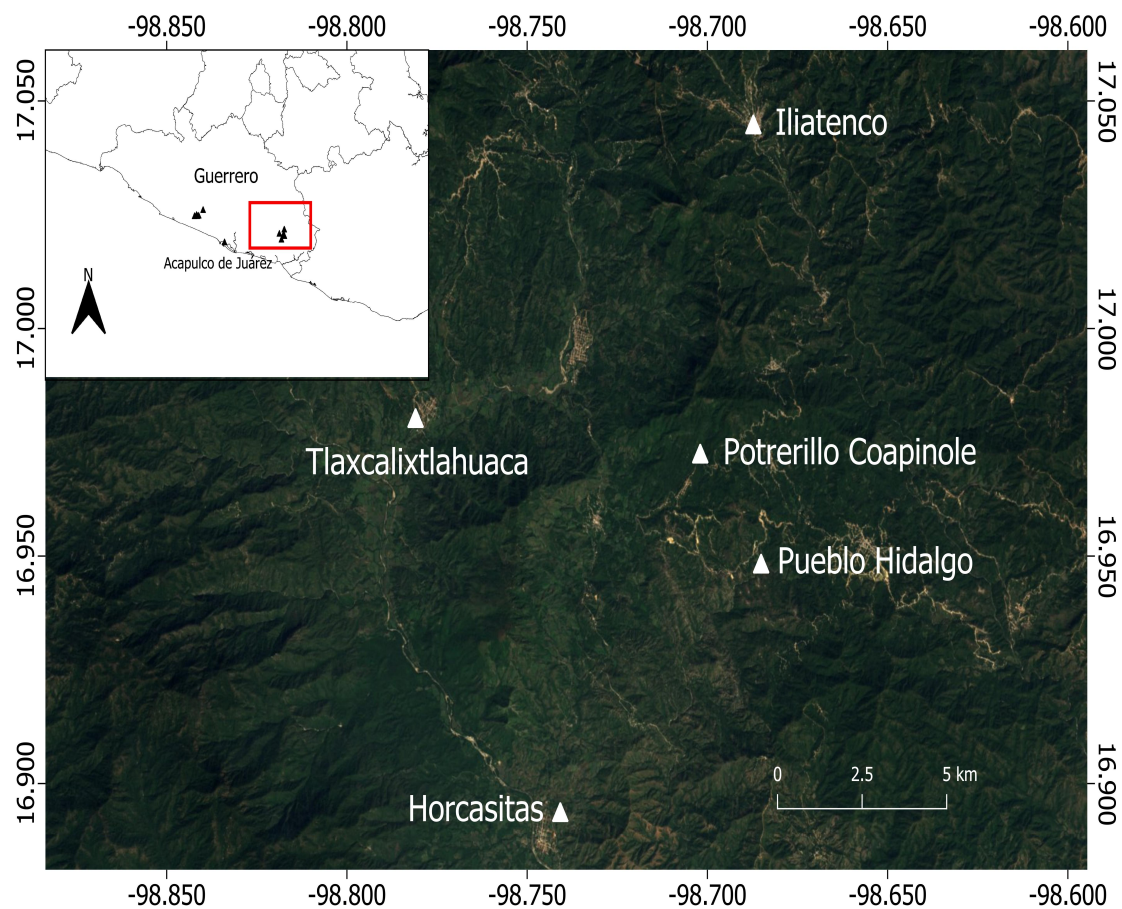 -98.850 -98.800 -98.750 -98.700 -98.650 -98.600
17.050
17.050
Iliatenco
Guerrero
Acapulco de Juárez
N
17.000
17.000
Tlaxcalixtlahuaca
Potrerillo Coapinole
16.950
16.950
Pueblo Hidalgo
0 2.5 5 km
16.900
16.900
Horcasitas
-98.850 -98.800 -98.750 -98.700 -98.650 -98.600